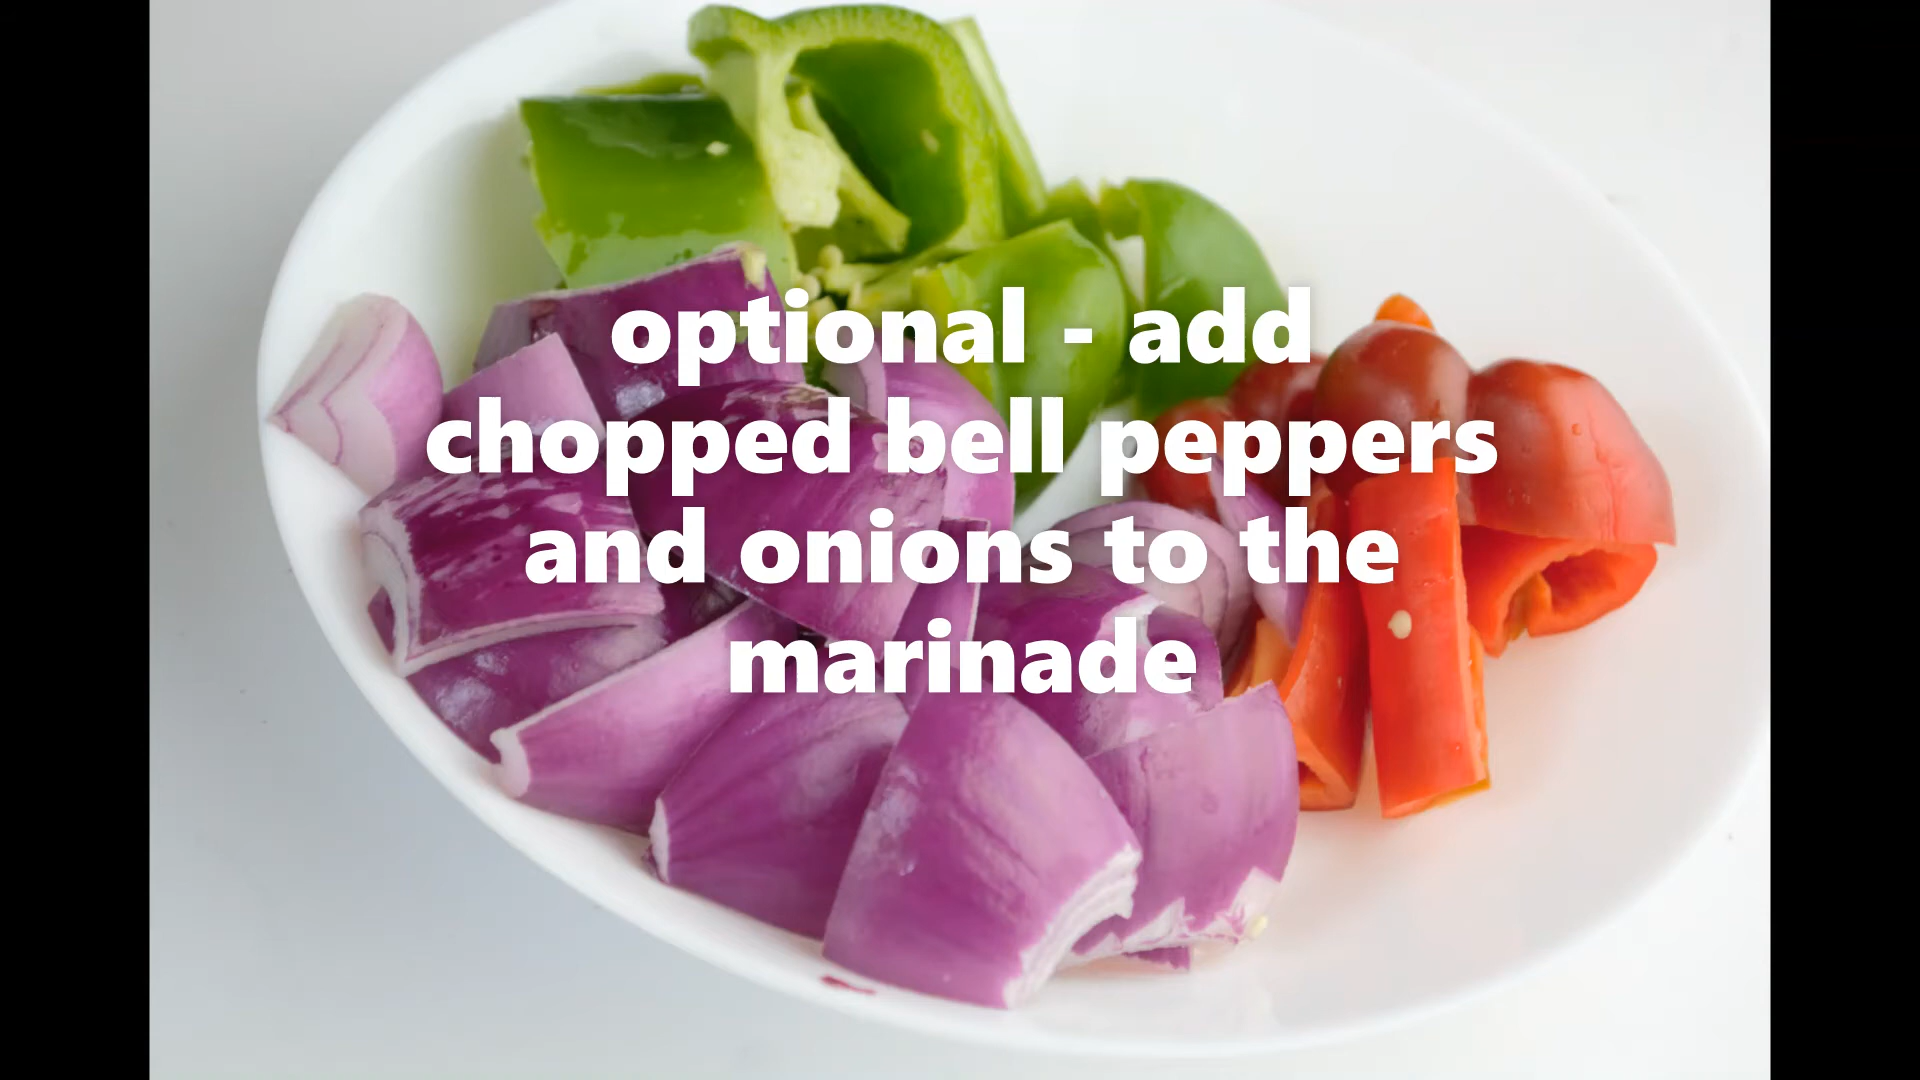 optional - add
chopped bell peppers
and onions to the
marinade